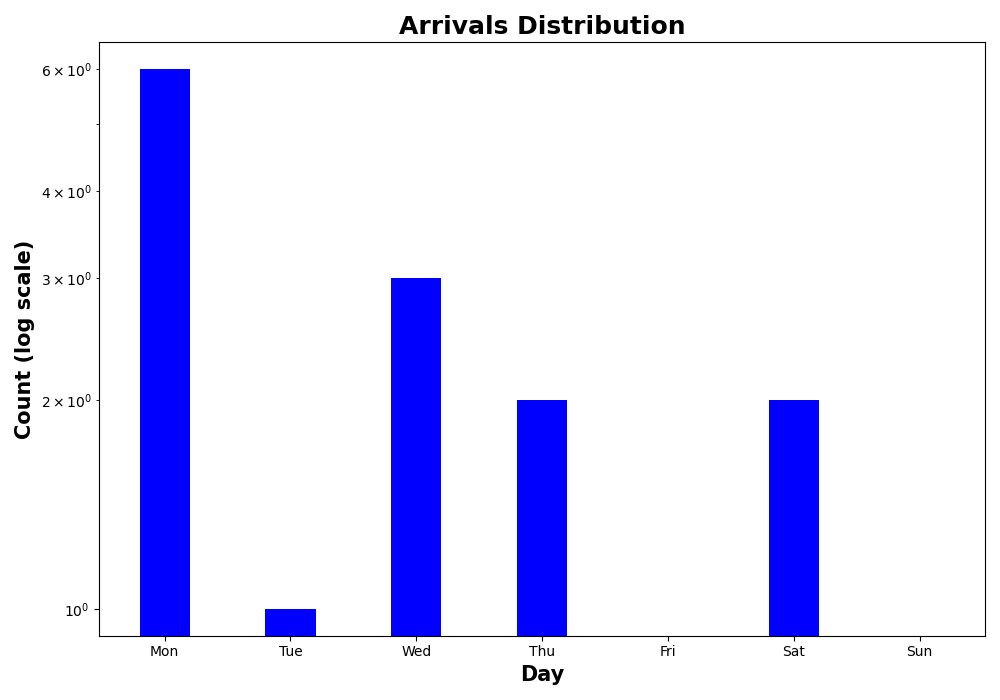 Arrivals Distribution
6 × 10⁰
4 × 10⁰
3 × 10⁰
2 × 10⁰
10⁰
Count (log scale)
Mon Tue Wed Thu Fri Sat Sun
Day